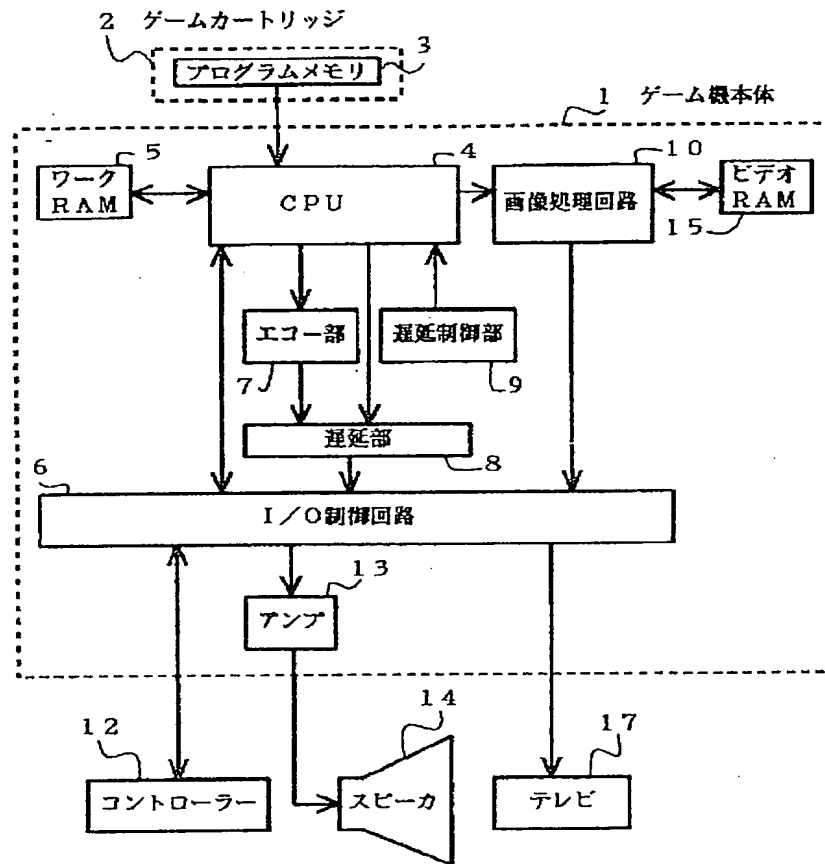 ２ ゲームカートリッジ
プログラムメモリ
３
１ ゲーム機本体
５
４
１０
ワーク
ＲＡＭ
ＣＰＵ
画像処理回路
ビデオ
ＲＡＭ
１５
エコー部
遅延制御部
７
９
遅延部
８
６
Ｉ／Ｏ制御回路
１３
アンプ
１２
１４
１７
コントローラー
スピーカ
テレビ